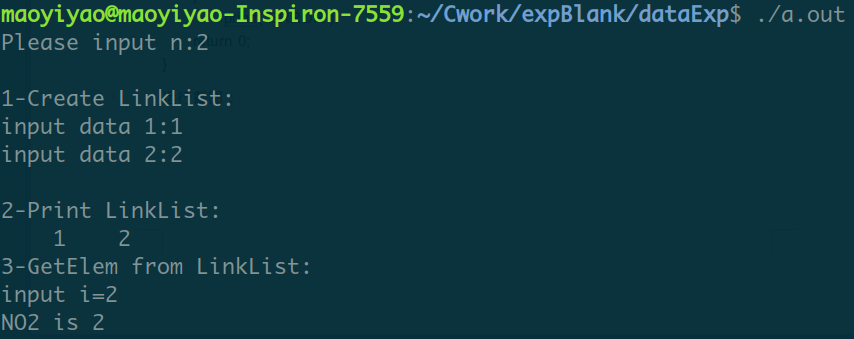 maoyiyao@maoyiyao-Inspiron-7559:~/Cwork/expBlank/dataExp$ ./a.out
Please input n:2
1-Create LinkList:
input data 1:1
input data 2:2
2-Print LinkList:
1 2
3-GetElem from LinkList:
input i=2
NO2 is 2